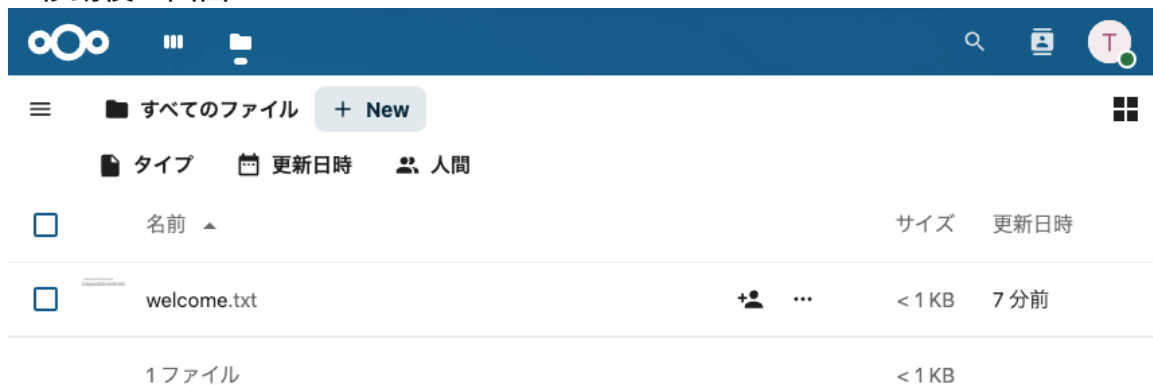 T
すべてのファイル + New
タイプ 更新日時 人間
名前 サイズ 更新日時
welcome.txt < 1 KB 7 分前
1 ファイル < 1 KB